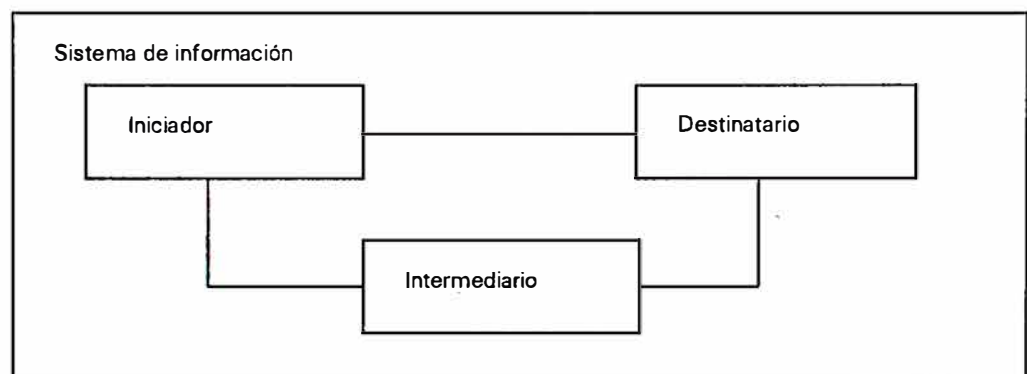 Sistema de información
Iniciador
Destinatario
Intermediario